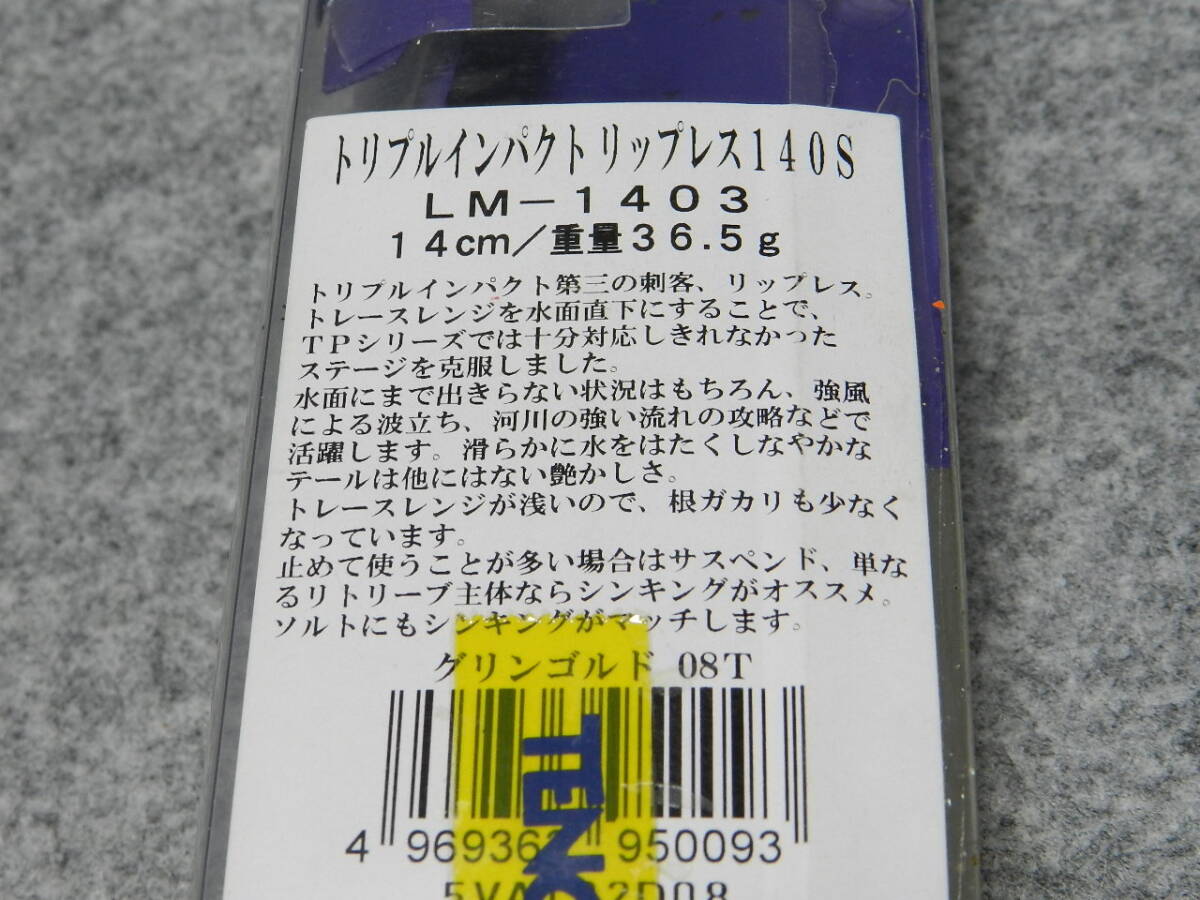 トリプルインパクトリップレス140S
LM-1403
14cm/重量36.5g
トリプルインパクト第三の刺客、リップレス。
トレースレンジを水面直下にすることで、
TPシリーズでは十分対応しきれなかった
ステージを克服しました。
水面にまで出きらない状況はもちろん、強風
による波立ち、河川の強い流れの攻略などで
活躍します。滑らかに水をはたくしなやかな
テールは他にはない艶かしさ。
トレースレンジが浅いので、根ガカリも少なく
なっています。
止めて使うことが多い場合はサスペンド、単な
るリトリーブ主体ならシンキングがオススメ。
ソルトにもシンキングがマッチします。
グリンゴルド 08T
TENC
4 96936 950093